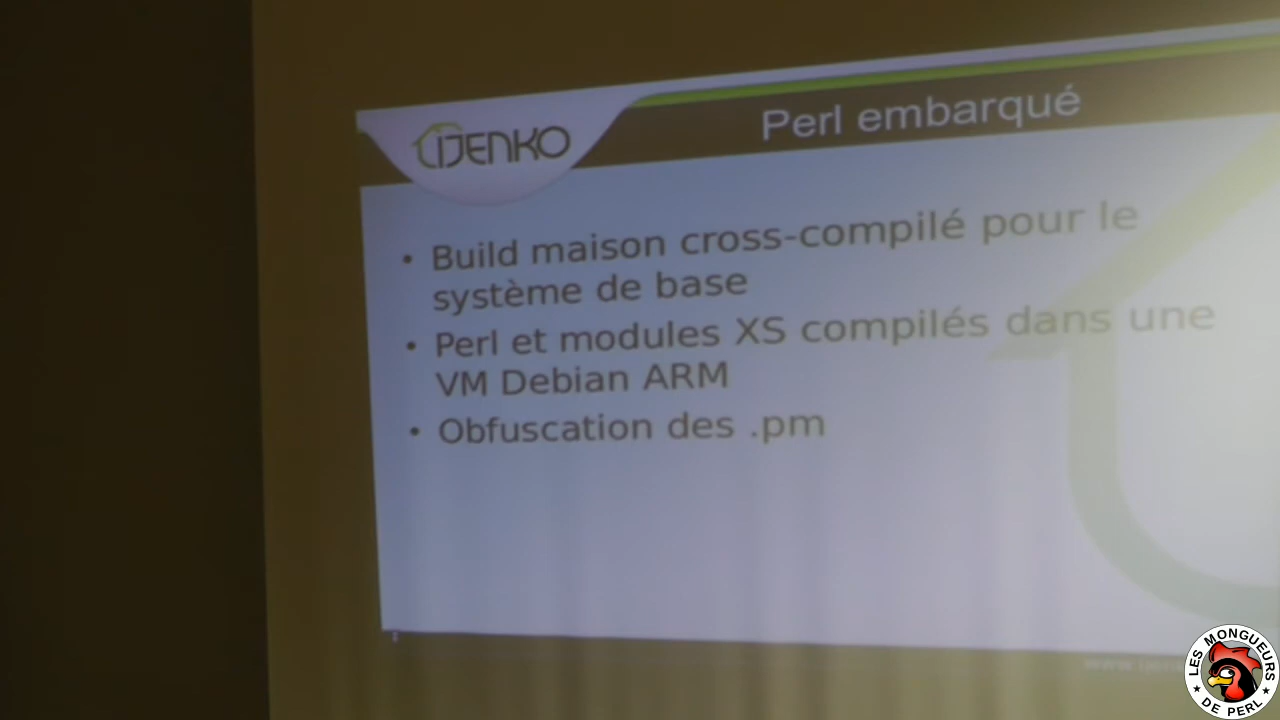 IJENKO
Perl embarqué
• Build maison cross-compilé pour le
système de base
• Perl et modules XS compilés dans une
VM Debian ARM
• Obfuscation des .pm
LES MONGUEURS
DE PERL